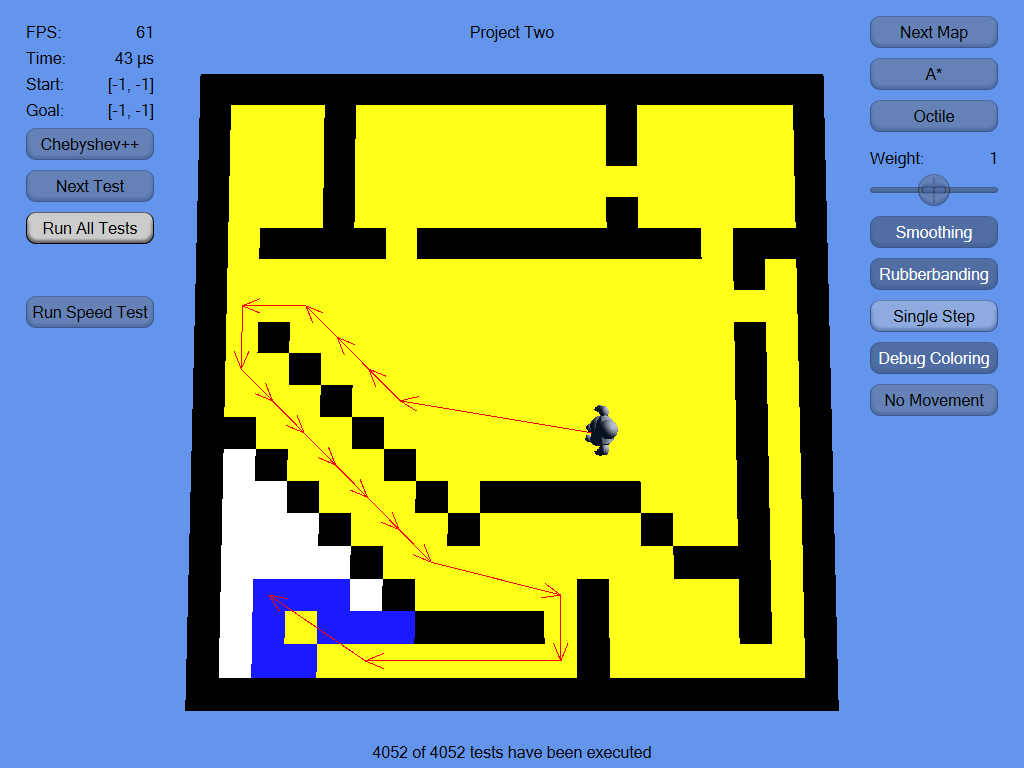 Project Two
FPS: 61
Time: 43 µs
Start: [-1, -1]
Goal: [-1, -1]
Chebyshev++
Next Test
Run All Tests
Run Speed Test
Next Map
A*
Octile
Weight: 1
Smoothing
Rubberbanding
Single Step
Debug Coloring
No Movement
4052 of 4052 tests have been executed